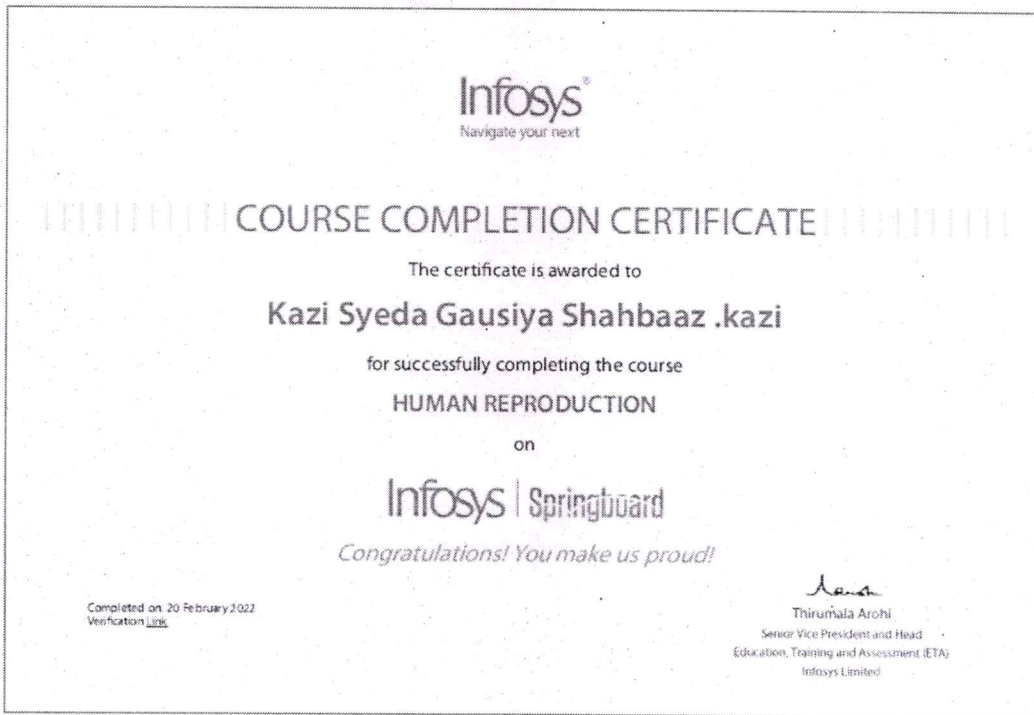 Infosys®
Navigate your next
COURSE COMPLETION CERTIFICATE
The certificate is awarded to
Kazi Syeda Gausiya Shahbaaz .kazi
for successfully completing the course
HUMAN REPRODUCTION
on
Infosys | Springboard
Congratulations! You make us proud!
Completed on: 20 February 2022
Verification Link
Thirumala Arohi
Senior Vice President and Head
Education, Training and Assessment (ETA)
Infosys Limited